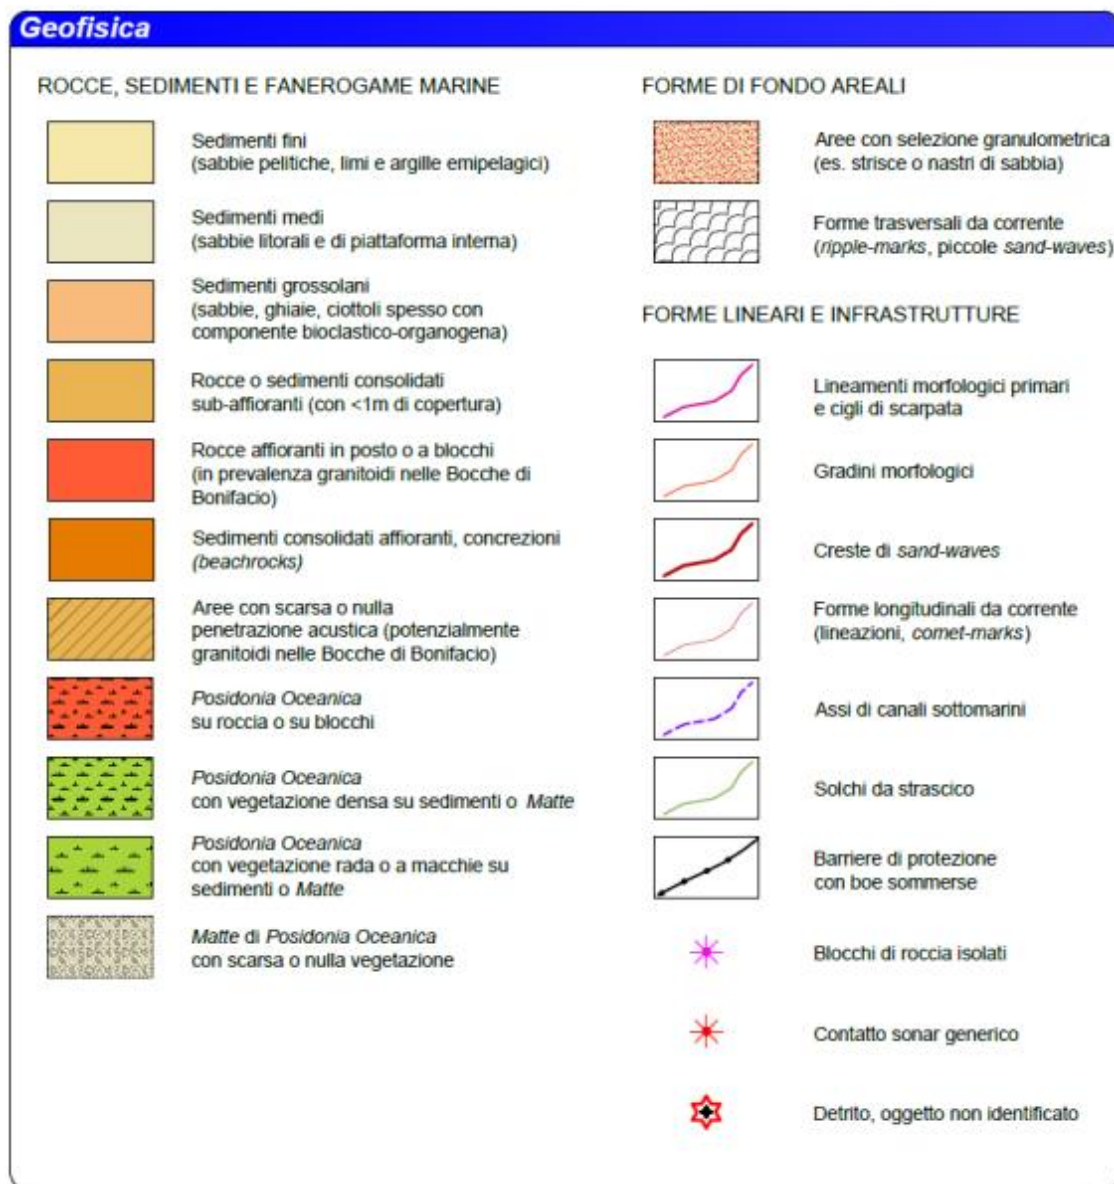 Geofisica
ROCCE, SEDIMENTI E FANEROGAME MARINE
Sedimenti fini
(sabbie pelitiche, limi e argille emipelagici)
Sedimenti medi
(sabbie litorali e di piattaforma interna)
Sedimenti grossolani
(sabbie, ghiaie, ciottoli spesso con
componente bioclastico-organogena)
Rocce o sedimenti consolidati
sub-affioranti (con <1m di copertura)
Rocce affioranti in posto o a blocchi
(in prevalenza granitoidi nelle Bocche di
Bonifacio)
Sedimenti consolidati affioranti, concrezioni
(beachrocks)
Aree con scarsa o nulla
penetrazione acustica (potenzialmente
granitoidi nelle Bocche di Bonifacio)
Posidonia Oceanica
su roccia o su blocchi
Posidonia Oceanica
con vegetazione densa su sedimenti o Matte
Posidonia Oceanica
con vegetazione rada o a macchie su
sedimenti o Matte
Matte di Posidonia Oceanica
con scarsa o nulla vegetazione
FORME DI FONDO AREALI
Aree con selezione granulometrica
(es. strisce o nastri di sabbia)
Forme trasversali da corrente
(ripple-marks, piccole sand-waves)
FORME LINEARI E INFRASTRUTTURE
Lineamenti morfologici primari
e cigli di scarpata
Gradini morfologici
Creste di sand-waves
Forme longitudinali da corrente
(lineazioni, comet-marks)
Assi di canali sottomarini
Solchi da strascico
Barriere di protezione
con boe sommerse
Blocchi di roccia isolati
Contatto sonar generico
Detrito, oggetto non identificato